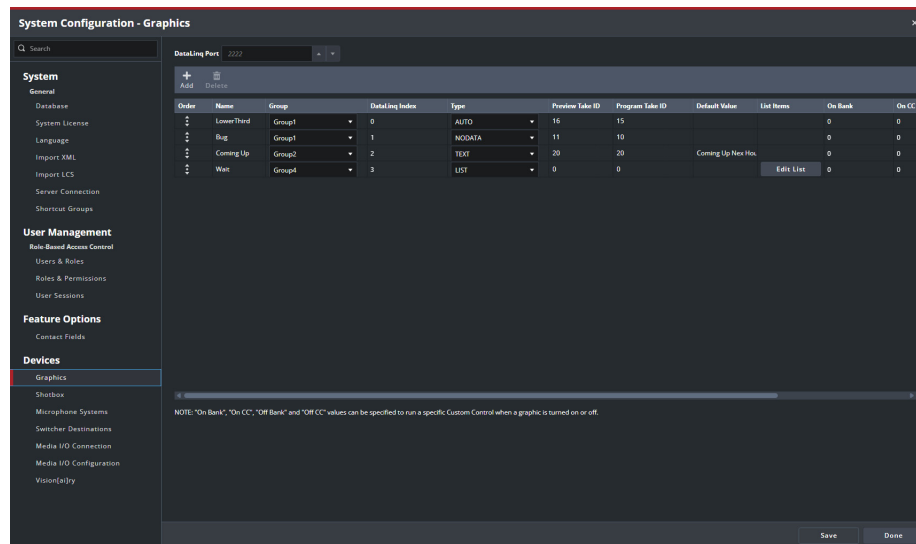 System Configuration - Graphics
Search
DataLinq Port 2222
System
General
Database
System License
Language
Import XML
Import LCS
Server Connection
Shortcut Groups
User Management
Role-Based Access Control
Users & Roles
Roles & Permissions
User Sessions
Feature Options
Contact Fields
Devices
Graphics
Shotbox
Microphone Systems
Switcher Destinations
Media I/O Connection
Media I/O Configuration
Vision[ai]ry
Add Delete
Order Name Group DataLinq Index Type Preview Take ID Program Take ID Default Value List Items On Bank On CC
LowerThird Group1 0 AUTO 16 15 0 0
Bug Group1 1 NODATA 11 10 0 0
Coming Up Group2 2 TEXT 20 20 Coming Up Nex Hou 0 0
Wait Group4 3 LIST 0 0 Edit List 0 0
NOTE: "On Bank", "On CC", "Off Bank" and "Off CC" values can be specified to run a specific Custom Control when a graphic is turned on or off.
Save Done